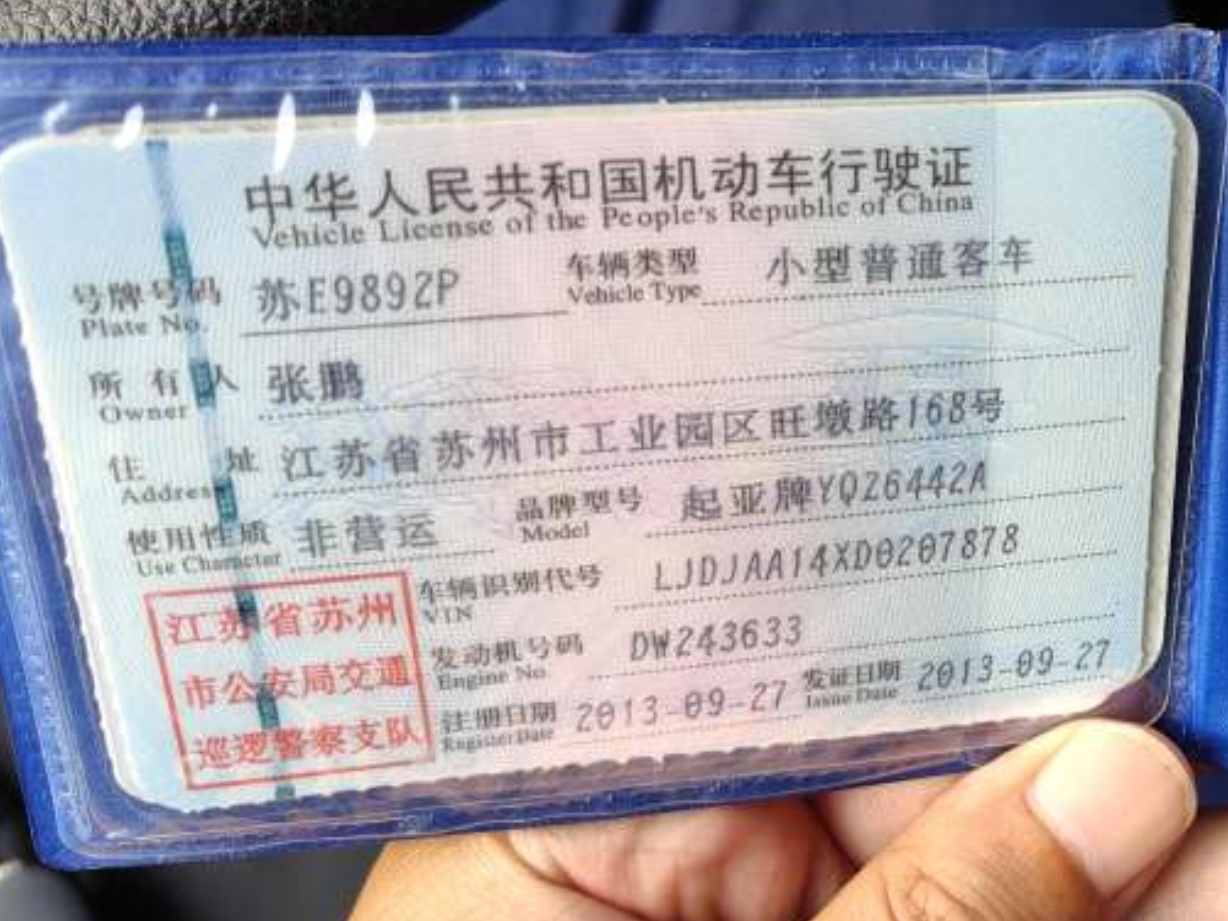 中华人民共和国机动车行驶证
Vehicle License of the People's Republic of China
号牌号码 苏E9892P 车辆类型 小型普通客车
Plate No. Vehicle Type
所有人 张鹏
Owner
住址 江苏省苏州市工业园区旺墩路168号
Address
使用性质 非营运 品牌型号 起亚牌YQZ6442A
Use Character Model
车辆识别代号 LJDJAA14XD0207878
VIN
发动机号码 DW243633
Engine No.
注册日期 2013-09-27 发证日期 2013-09-27
Register Date Issue Date
江苏省苏州
市公安局交通
巡逻警察支队